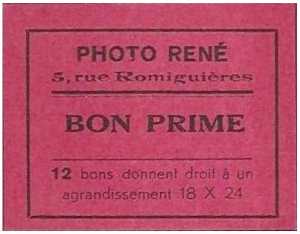 PHOTO RENÉ
5, rue Romiguières
BON PRIME
12 bons donnent droit à un
agrandissement 18 X 24